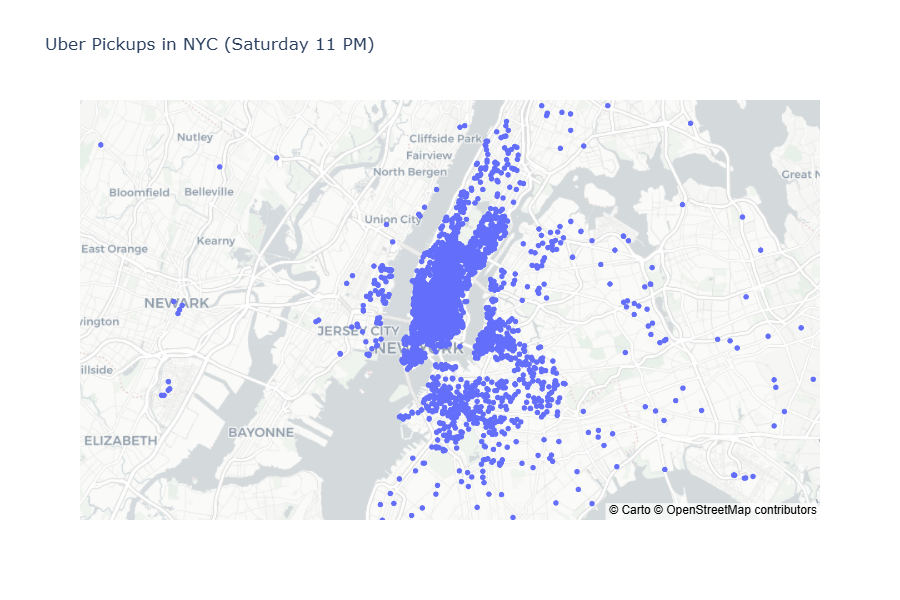 Uber Pickups in NYC (Saturday 11 PM)
Nutley
Cliffside Park
Fairview
North Bergen
Great N
Bloomfield
Belleville
Union City
Kearny
East Orange
NEWARK
vington
JERSEY CITY
NEW YORK
illside
BAYONNE
ELIZABETH
© Carto © OpenStreetMap contributors